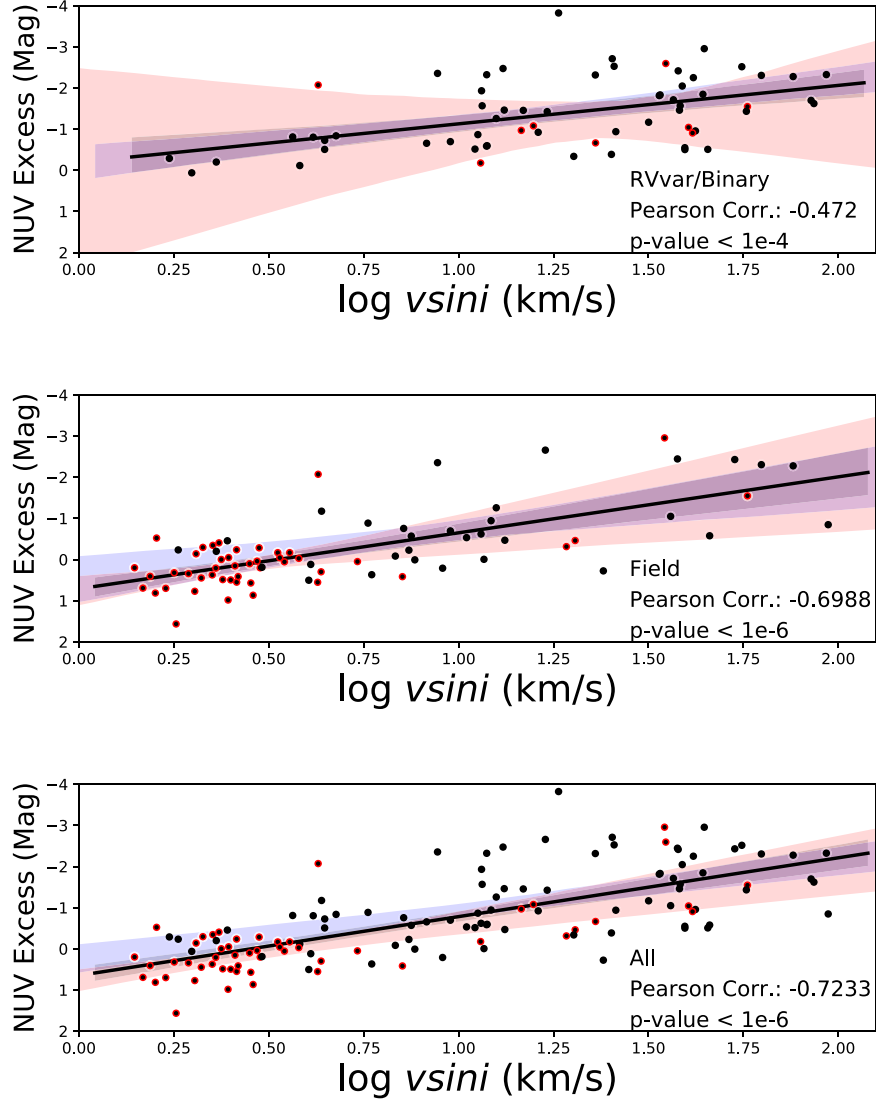 −4
−3
−2
−1
0
1
2
NUV Excess (Mag)
RVvar/Binary
Pearson Corr.: -0.472
p-value < 1e-4
0.00 0.25 0.50 0.75 1.00 1.25 1.50 1.75 2.00
log vsini (km/s)
−4
−3
−2
−1
0
1
2
NUV Excess (Mag)
Field
Pearson Corr.: -0.6988
p-value < 1e-6
0.00 0.25 0.50 0.75 1.00 1.25 1.50 1.75 2.00
log vsini (km/s)
−4
−3
−2
−1
0
1
2
NUV Excess (Mag)
All
Pearson Corr.: -0.7233
p-value < 1e-6
0.00 0.25 0.50 0.75 1.00 1.25 1.50 1.75 2.00
log vsini (km/s)